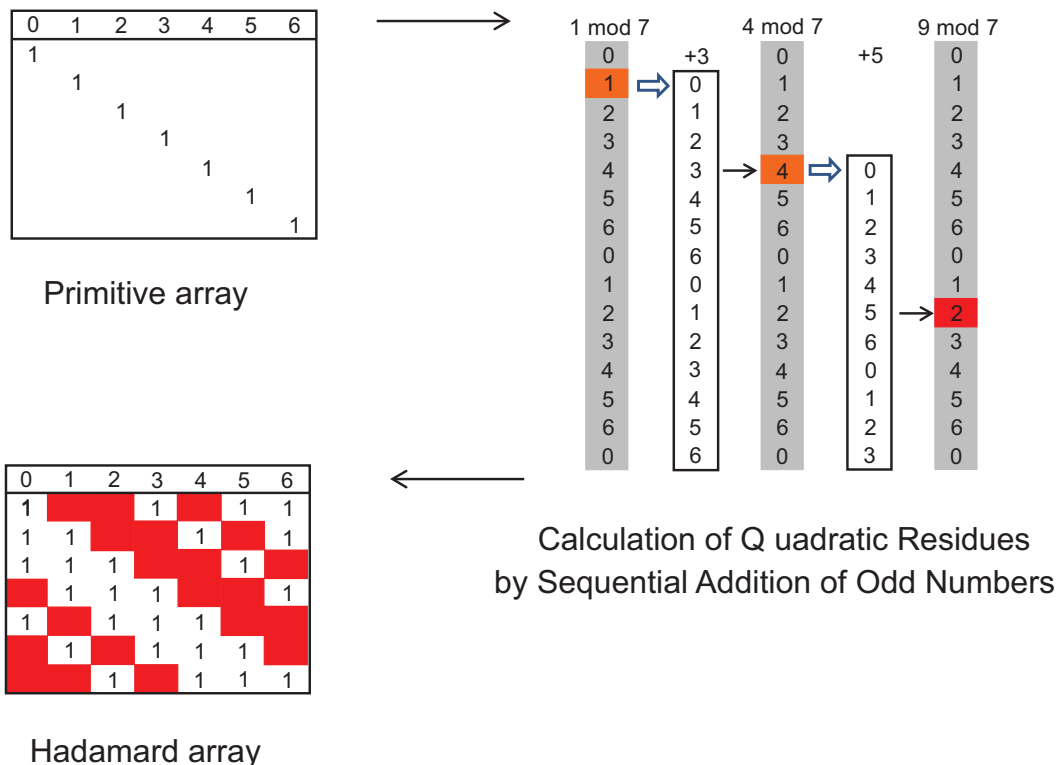 0 1 2 3 4 5 6
1
1
1
1
1
1
1
Primitive array
1 mod 7 4 mod 7 9 mod 7
0 +3 0 +5 0
1 0 1 1
2 1 2 2
3 2 3 3
4 3 4 0 4
5 4 5 1 5
6 5 6 2 6
0 6 0 3 0
1 0 1 4 1
2 1 2 5 2
3 2 3 6 3
4 3 4 0 4
5 4 5 1 5
6 5 6 2 6
0 6 0 3 0
Calculation of Q uadratic Residues
by Sequential Addition of Odd Numbers
0 1 2 3 4 5 6
1 1 1 1
1 1 1 1
1 1 1 1
1 1 1 1
1 1 1 1
1 1 1 1
1 1 1 1
Hadamard array